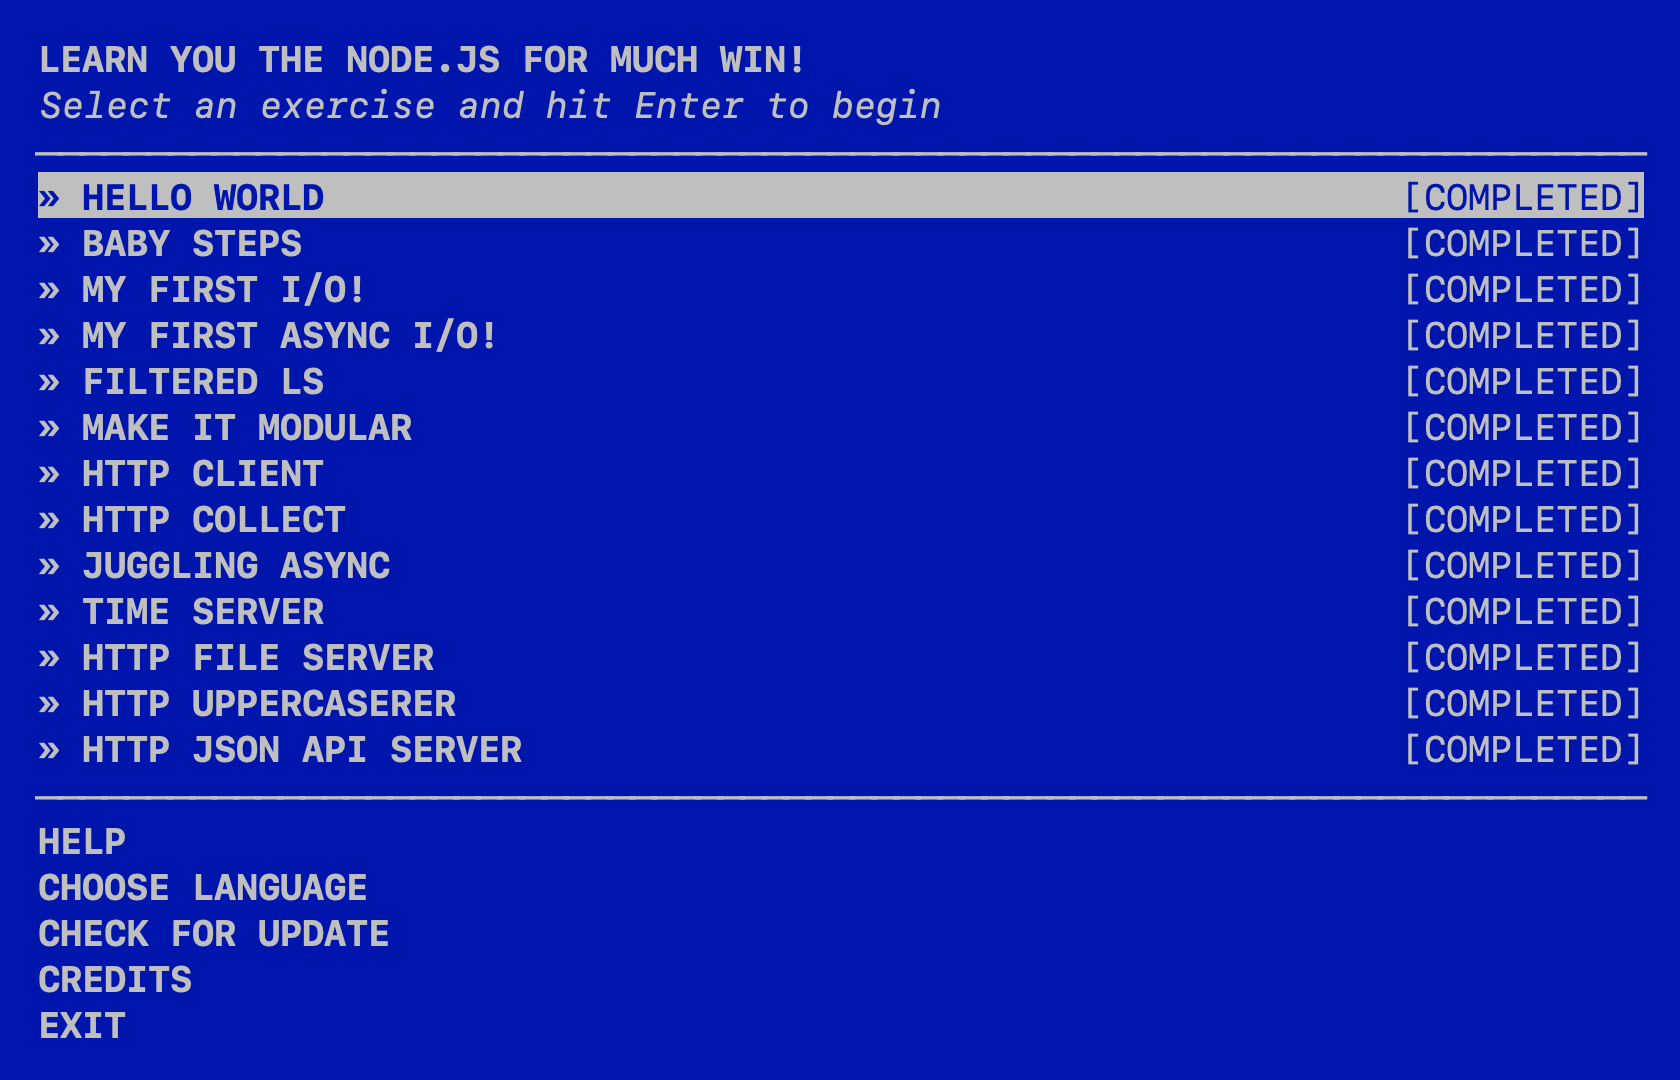 LEARN YOU THE NODE.JS FOR MUCH WIN!
Select an exercise and hit Enter to begin
» HELLO WORLD [COMPLETED]
» BABY STEPS [COMPLETED]
» MY FIRST I/O! [COMPLETED]
» MY FIRST ASYNC I/O! [COMPLETED]
» FILTERED LS [COMPLETED]
» MAKE IT MODULAR [COMPLETED]
» HTTP CLIENT [COMPLETED]
» HTTP COLLECT [COMPLETED]
» JUGGLING ASYNC [COMPLETED]
» TIME SERVER [COMPLETED]
» HTTP FILE SERVER [COMPLETED]
» HTTP UPPERCASERER [COMPLETED]
» HTTP JSON API SERVER [COMPLETED]
HELP
CHOOSE LANGUAGE
CHECK FOR UPDATE
CREDITS
EXIT